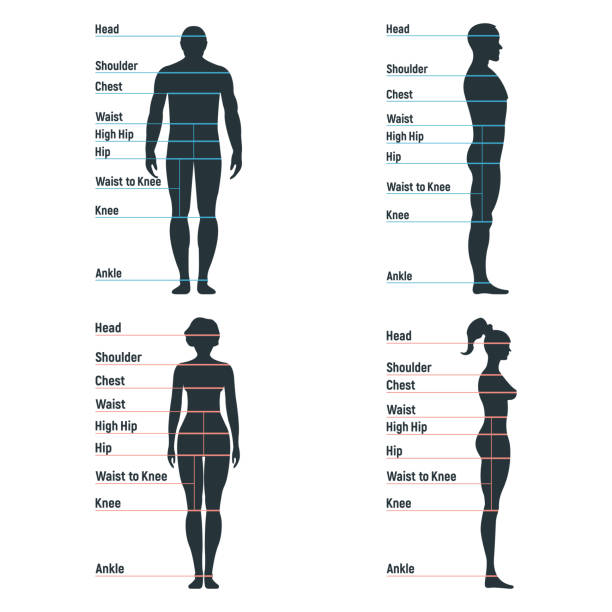 Head
Shoulder
Chest
Waist
High Hip
Hip
Waist to Knee
Knee
Ankle
Head
Shoulder
Chest
Waist
High Hip
Hip
Waist to Knee
Knee
Ankle
Head
Shoulder
Chest
Waist
High Hip
Hip
Waist to Knee
Knee
Ankle
Head
Shoulder
Chest
Waist
High Hip
Hip
Waist to Knee
Knee
Ankle